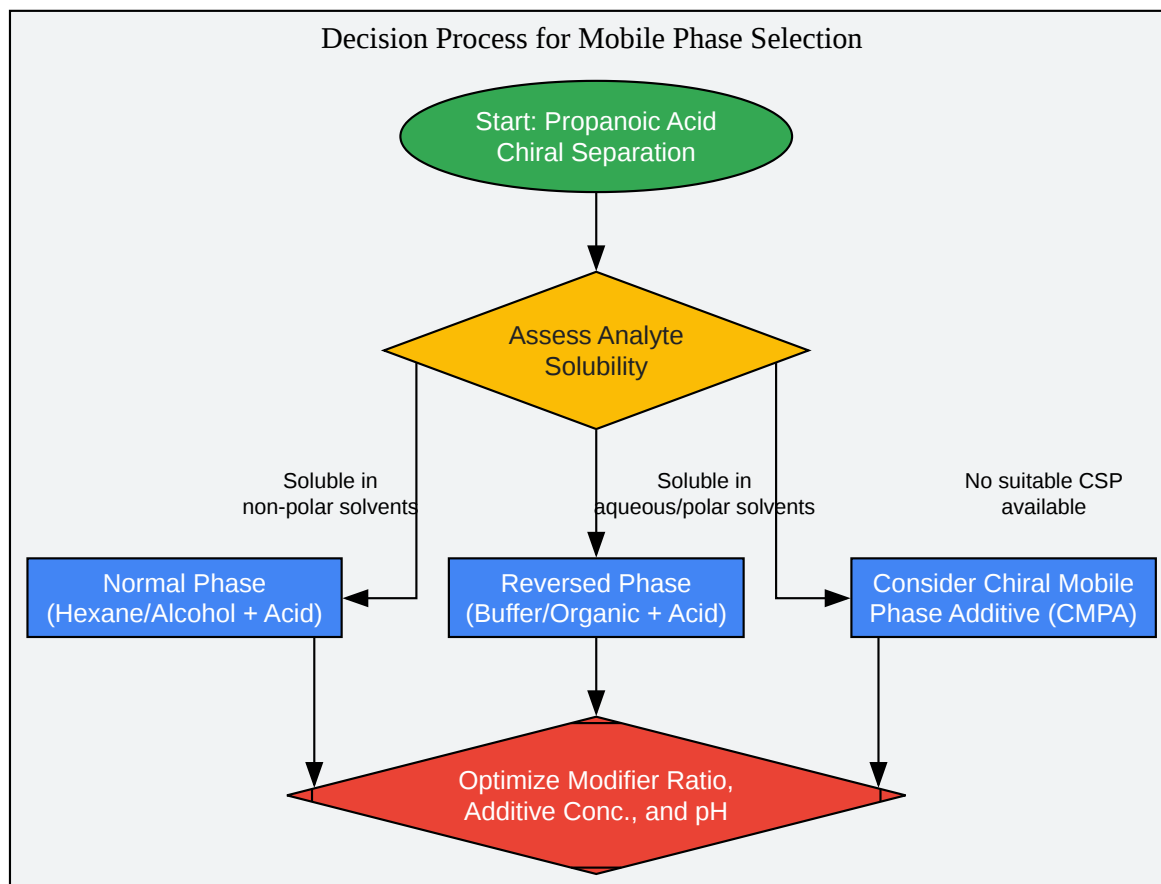 Decision Process for Mobile Phase Selection
Start: Propanoic Acid
Chiral Separation
Assess Analyte
Solubility
Soluble in
non-polar solvents
Soluble in
aqueous/polar solvents
No suitable CSP
available
Normal Phase
(Hexane/Alcohol + Acid)
Reversed Phase
(Buffer/Organic + Acid)
Consider Chiral Mobile
Phase Additive (CMPA)
Optimize Modifier Ratio,
Additive Conc., and pH